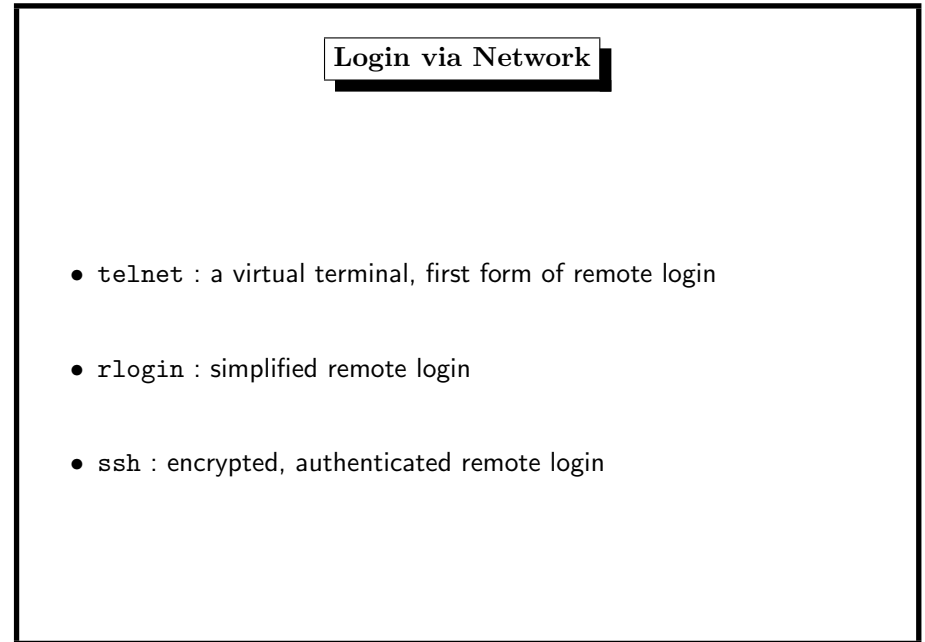 Login via Network
• telnet : a virtual terminal, first form of remote login
• rlogin : simplified remote login
• ssh : encrypted, authenticated remote login